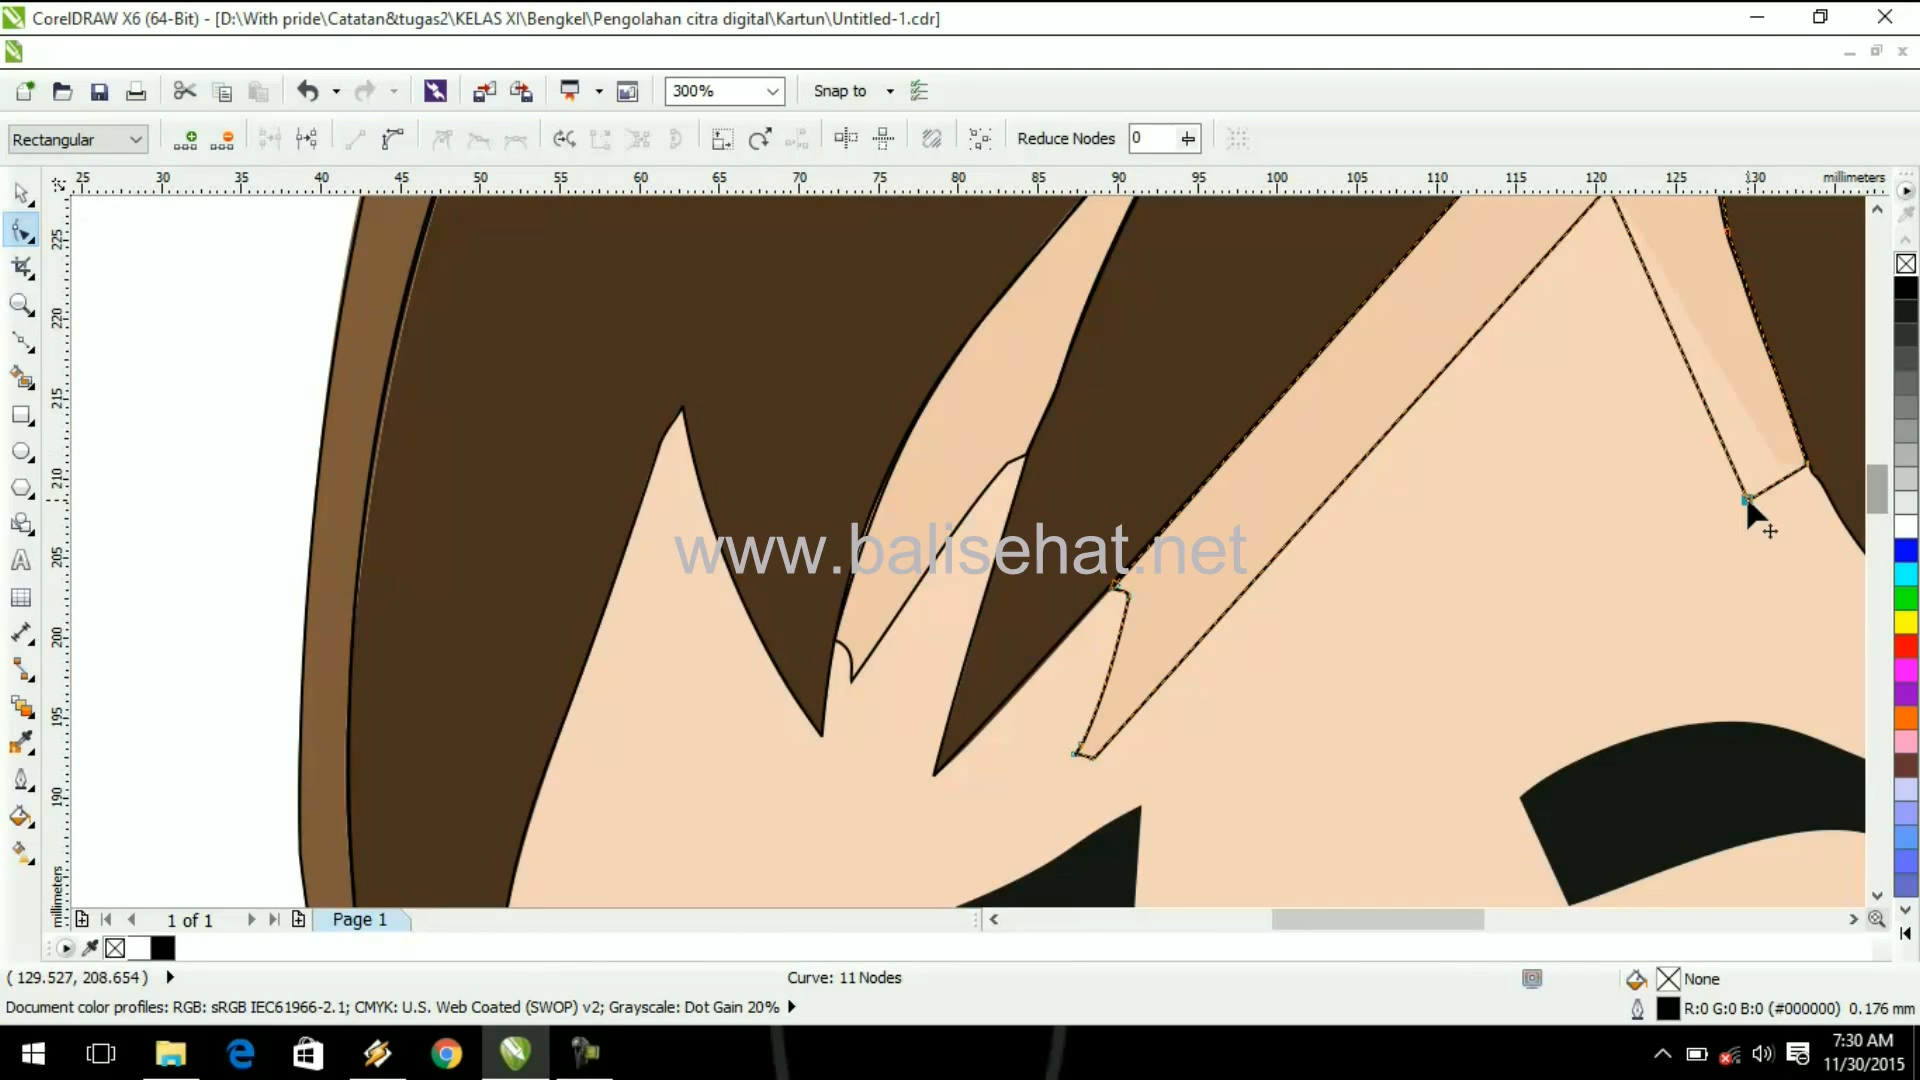 CorelDRAW X6 (64-Bit) - [D:\With pride\Catatan&tugas2\KELAS XI\Bengkel\Pengolahan citra digital\Kartun\Untitled-1.cdr]
300%
Snap to
Rectangular
Reduce Nodes
0
25 30 35 40 45 50 55 60 65 70 75 80 85 90 95 100 105 110 115 120 125 130 millimeters
225
220
215
210
205
200
195
190
millimeters
www.balisehat.net
1 of 1
Page 1
( 129.527, 208.654 )
Curve: 11 Nodes
None
Document color profiles: RGB: sRGB IEC61966-2.1; CMYK: U.S. Web Coated (SWOP) v2; Grayscale: Dot Gain 20%
R:0 G:0 B:0 (#000000)
0.176 mm
7:30 AM
11/30/2015